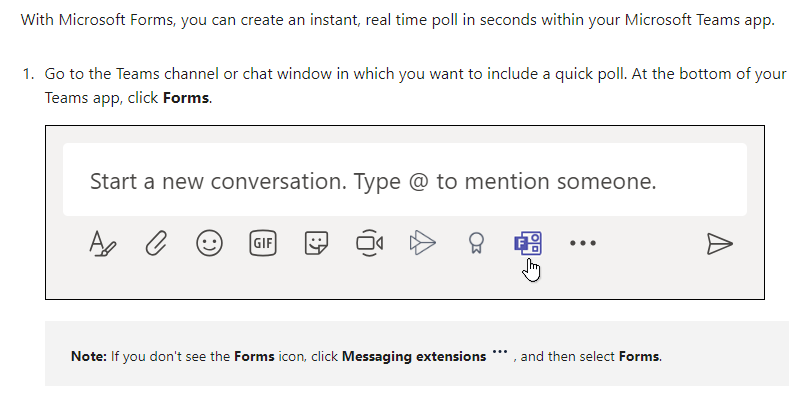 With Microsoft Forms, you can create an instant, real time poll in seconds within your Microsoft Teams app.
1. Go to the Teams channel or chat window in which you want to include a quick poll. At the bottom of your
Teams app, click Forms.
Start a new conversation. Type @ to mention someone.
GIF F
Note: If you don't see the Forms icon, click Messaging extensions ••• , and then select Forms.